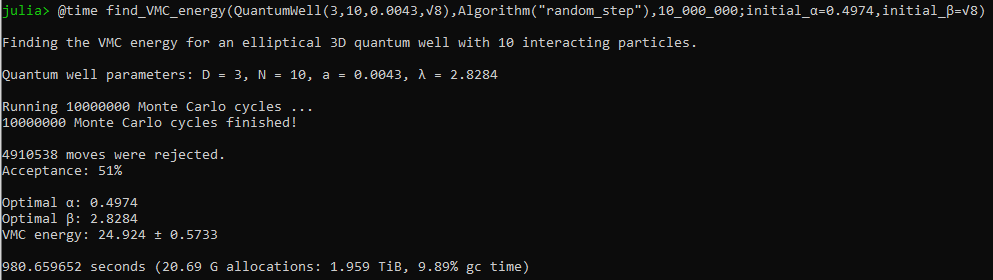 julia> @time find_VMC_energy(QuantumWell(3,10,0.0043,√8),Algorithm("random_step"),10_000_000;initial_α=0.4974,initial_β=√8)
Finding the VMC energy for an elliptical 3D quantum well with 10 interacting particles.
Quantum well parameters: D = 3, N = 10, a = 0.0043, λ = 2.8284
Running 10000000 Monte Carlo cycles ...
10000000 Monte Carlo cycles finished!
4910538 moves were rejected.
Acceptance: 51%
Optimal α: 0.4974
Optimal β: 2.8284
VMC energy: 24.924 ± 0.5733
980.659652 seconds (20.69 G allocations: 1.959 TiB, 9.89% gc time)